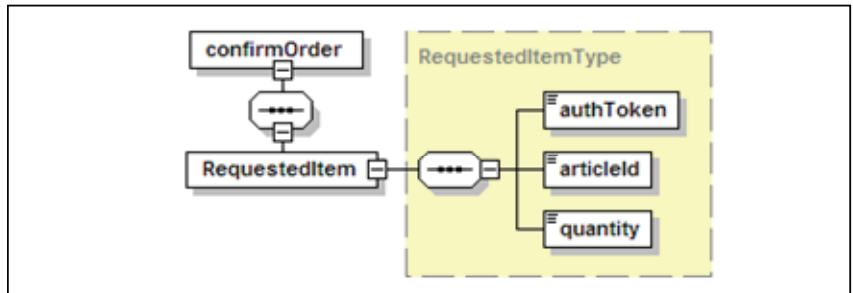 confirmOrder
RequestedItemType
authToken
RequestedItem
articleId
quantity